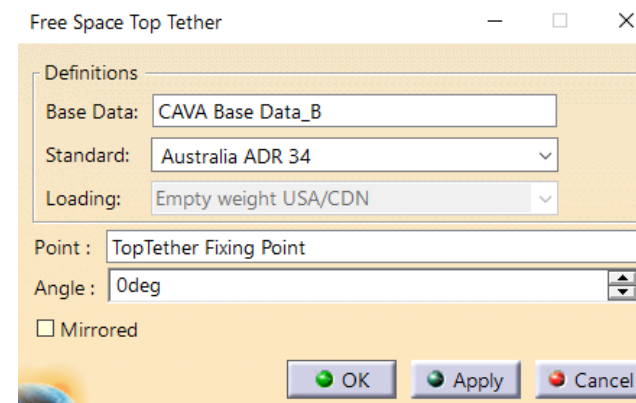 Free Space Top Tether
Definitions
Base Data: CAVA Base Data_B
Standard: Australia ADR 34
Loading: Empty weight USA/CDN
Point : TopTether Fixing Point
Angle : 0deg
Mirrored
OK Apply Cancel